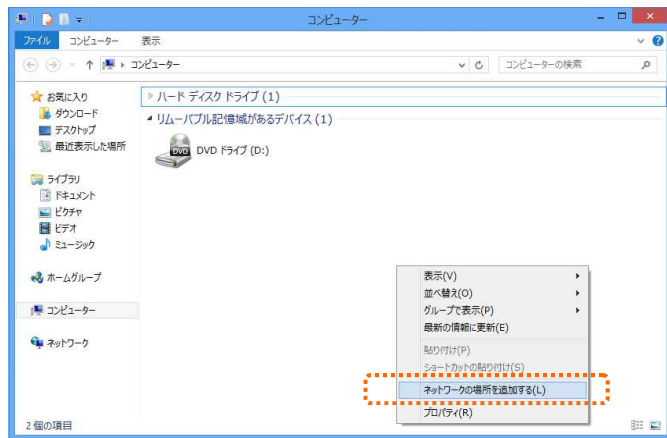 コンピューター
ファイル コンピューター 表示
コンピューター
コンピューターの検索
お気に入り
ダウンロード
デスクトップ
最近表示した場所
ライブラリ
ドキュメント
ピクチャ
ビデオ
ミュージック
ホームグループ
コンピューター
ネットワーク
ハード ディスク ドライブ (1)
リムーバブル記憶域があるデバイス (1)
DVD
DVD ドライブ (D:)
表示(V)
並べ替え(O)
グループで表示(P)
最新の情報に更新(E)
貼り付け(P)
ショートカットの貼り付け(S)
ネットワークの場所を追加する(L)
プロパティ(R)
2 個の項目